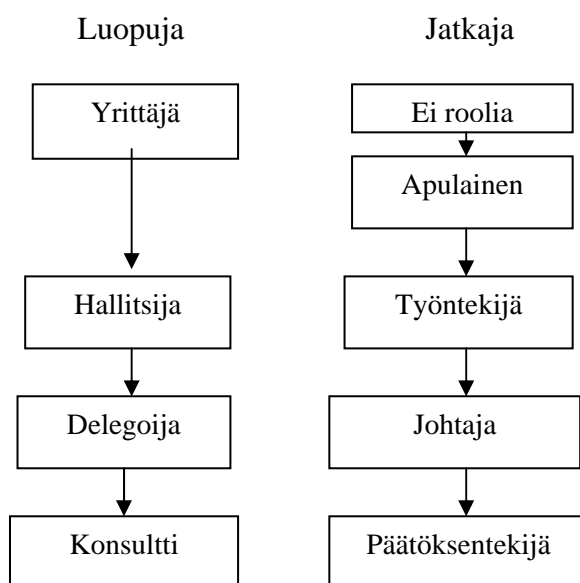 Luopuja
Jatkaja
Yrittäjä
Ei roolia
Apulainen
Hallitsija
Työntekijä
Delegoija
Johtaja
Konsultti
Päätöksentekijä